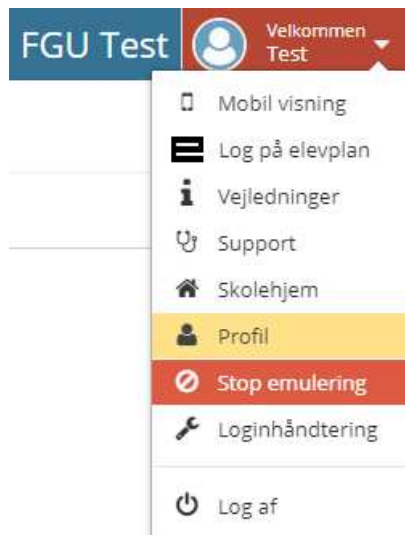 FGU Test
Velkommen
Test
Mobil visning
Log på elevplan
Vejledninger
Support
Skolehjem
Profil
Stop emulering
Loginhåndtering
Log af